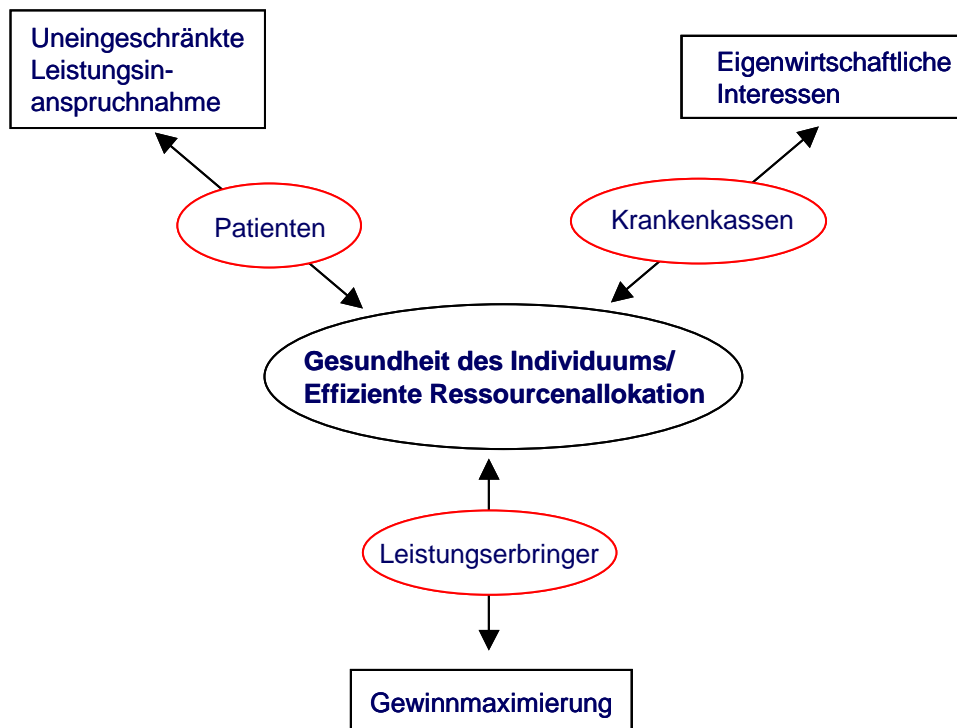 Uneingeschränkte
Leistungsin-
anspruchnahme
Eigenwirtschaftliche
Interessen
Patienten
Krankenkassen
Gesundheit des Individuums/
Effiziente Ressourcenallokation
Leistungserbringer
Gewinnmaximierung